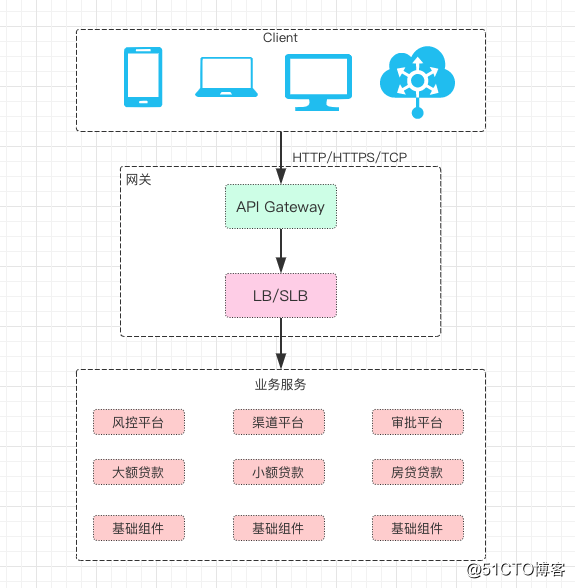 Client
HTTP/HTTPS/TCP
网关
API Gateway
LB/SLB
业务服务
风控平台 渠道平台 审批平台
大额贷款 小额贷款 房贷贷款
基础组件 基础组件 基础组件
@51CTO博客